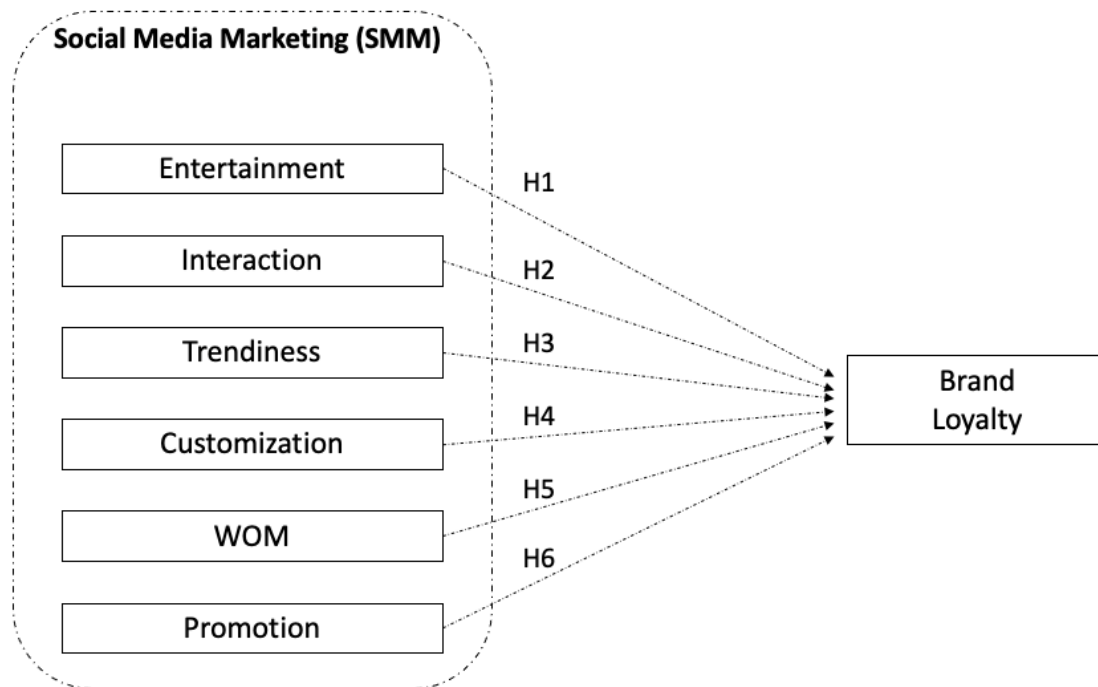 Social Media Marketing (SMM)
Entertainment
H1
Interaction
H2
Trendiness
H3
Customization
H4
WOM
H5
Promotion
H6
Brand
Loyalty